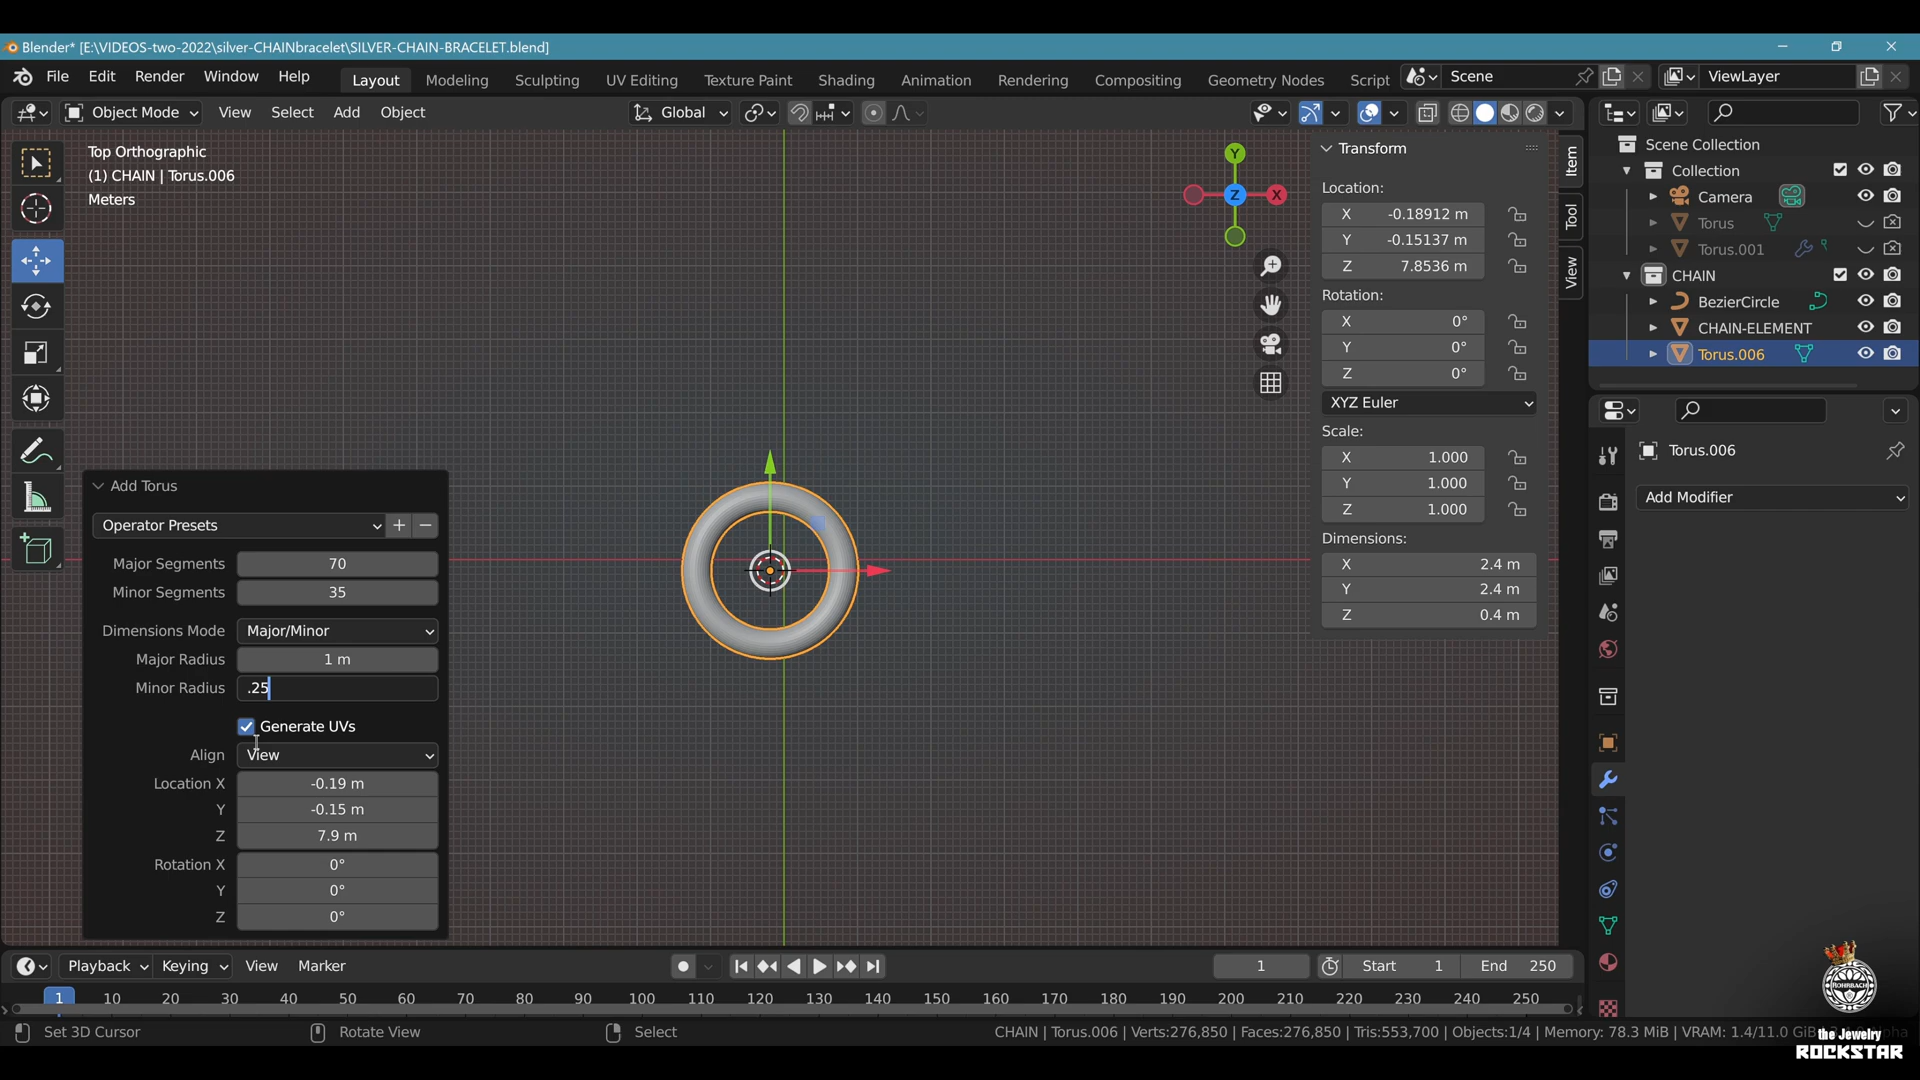 Blender* [E:\VIDEOS-two-2022\silver-CHAINbracelet\SILVER-CHAIN-BRACELET.blend]
File Edit Render Window Help Layout Modeling Sculpting UV Editing Texture Paint Shading Animation Rendering Compositing Geometry Nodes Script Scene ViewLayer
Object Mode View Select Add Object Global
Top Orthographic
(1) CHAIN | Torus.006
Meters
Y
X
Z
Transform
Location:
X -0.18912 m
Y -0.15137 m
Z 7.8536 m
Rotation:
X 0°
Y 0°
Z 0°
XYZ Euler
Scale:
X 1.000
Y 1.000
Z 1.000
Dimensions:
X 2.4 m
Y 2.4 m
Z 0.4 m
Item
Tool
View
Scene Collection
Collection
Camera
Torus
Torus.001
CHAIN
BezierCircle
CHAIN-ELEMENT
Torus.006
Torus.006
Add Modifier
Add Torus
Operator Presets
Major Segments 70
Minor Segments 35
Dimensions Mode Major/Minor
Major Radius 1 m
Minor Radius .25
Generate UVs
Align View
Location X -0.19 m
Y -0.15 m
Z 7.9 m
Rotation X 0°
Y 0°
Z 0°
Playback Keying View Marker 1 Start 1 End 250
1 10 20 30 40 50 60 70 80 90 100 110 120 130 140 150 160 170 180 190 200 210 220 230 240 250
Set 3D Cursor Rotate View Select CHAIN | Torus.006 | Verts:276,850 | Faces:276,850 | Tris:553,700 | Objects:1/4 | Memory: 78.3 MiB | VRAM: 1.4/11.0 GiB
ROHRBACH
the Jewelry
ROCKSTAR